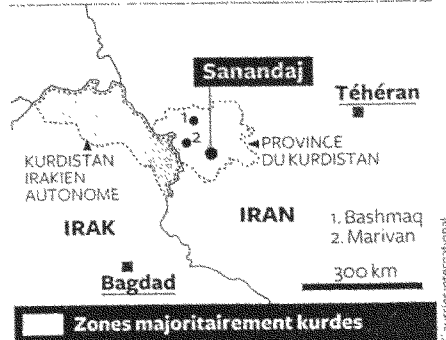 Sanandaj
Téhéran
1
2
PROVINCE
DU KURDISTAN
KURDISTAN
IRAKIEN
AUTONOME
IRAK
IRAN
1. Bashmaq
2. Marivan
Bagdad
300 km
Zones majoritairement kurdes